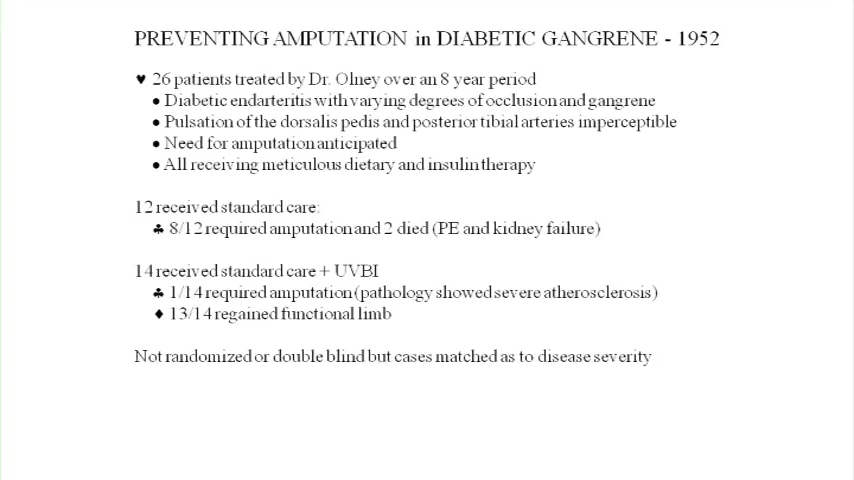 PREVENTING AMPUTATION in DIABETIC GANGRENE - 1952
♥ 26 patients treated by Dr. Olney over an 8 year period
● Diabetic endarteritis with varying degrees of occlusion and gangrene
● Pulsation of the dorsalis pedis and posterior tibial arteries imperceptible
● Need for amputation anticipated
● All receiving meticulous dietary and insulin therapy
12 received standard care:
♣ 8/12 required amputation and 2 died (PE and kidney failure)
14 received standard care + UVBI
♣ 1/14 required amputation (pathology showed severe atherosclerosis)
♦ 13/14 regained functional limb
Not randomized or double blind but cases matched as to disease severity